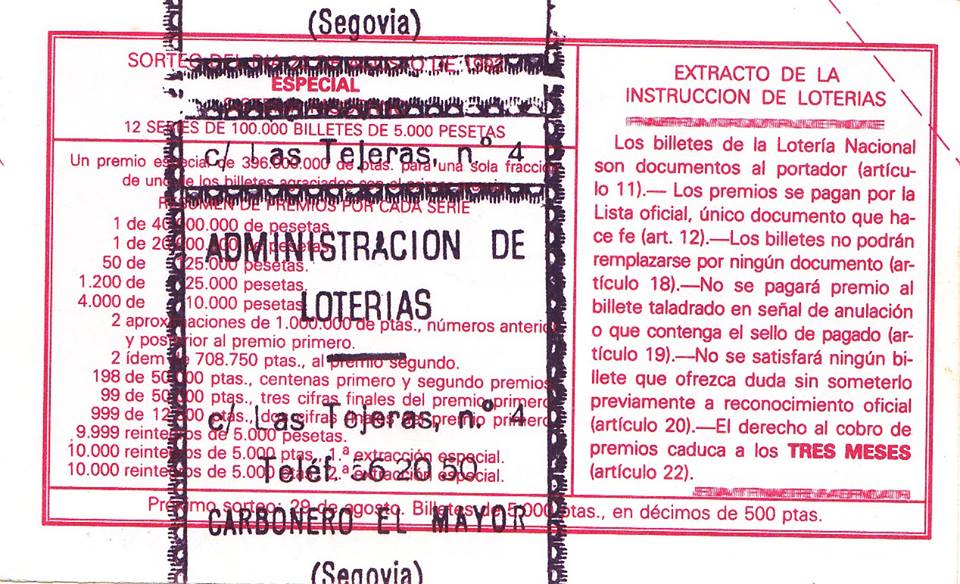 (Segovia)
SORTEO DEL DIA DE 1992
ESPECIAL
12 SERIES DE 100.000 BILLETES DE 5.000 PESETAS
c/ Las Tejeras, n.º 4
Un premio especial de 396.000.000 de ptas. para una sola fracción
de uno de los billetes agraciados con el
RESUMEN DE PREMIOS POR CADA SERIE
1 de 40.000.000 de pesetas.
1 de 20.000.000 de pesetas.
50 de 25.000 pesetas.
1.200 de 25.000 pesetas.
4.000 de 10.000 pesetas.
2 aproximaciones de 1.000.000 de ptas., números anterior
y posterior al premio primero.
2 ídem de 708.750 ptas., al premio segundo.
198 de 50.000 ptas., centenas primero y segundo premios
99 de 50.000 ptas., tres cifras finales del premio primero
999 de ptas., dos cifras finales del premio primero
9.999 reintegros de 5.000 pesetas.
10.000 reintegros de 5.000 ptas., 1.ª extracción especial.
10.000 reintegros de 5.000 ptas., 2.ª extracción especial.
Próximo sorteo: 29 de agosto. Billetes de 5.000 ptas., en décimos de 500 ptas.
ADMINISTRACION DE
LOTERIAS
c/ Las Tejeras, n.º 4
Teléf. 56 20 50
CARBONERO EL MAYOR
(Segovia)
EXTRACTO DE LA
INSTRUCCION DE LOTERIAS
Los billetes de la Lotería Nacional
son documentos al portador (artícu-
lo 11).— Los premios se pagan por la
Lista oficial, único documento que ha-
ce fe (art. 12).—Los billetes no podrán
remplazarse por ningún documento (ar-
tículo 18).—No se pagará premio al
billete taladrado en señal de anulación
o que contenga el sello de pagado (ar-
tículo 19).—No se satisfará ningún bi-
llete que ofrezca duda sin someterlo
previamente a reconocimiento oficial
(artículo 20).—El derecho al cobro de
premios caduca a los TRES MESES
(artículo 22).